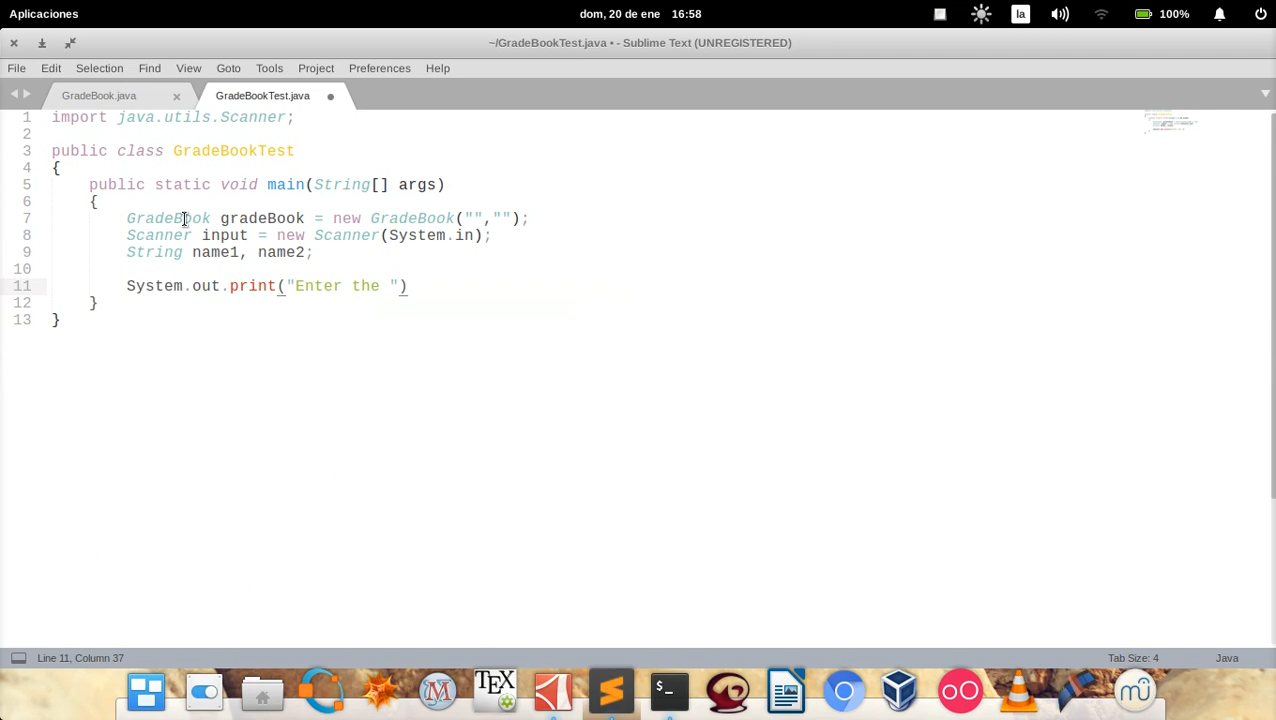 Aplicaciones dom, 20 de ene 16:58 la 100%
~/GradeBookTest.java • - Sublime Text (UNREGISTERED)
File Edit Selection Find View Goto Tools Project Preferences Help
GradeBook.java × GradeBookTest.java
1 import java.utils.Scanner;
2
3 public class GradeBookTest
4 {
5 public static void main(String[] args)
6 {
7 GradeBook gradeBook = new GradeBook("","");
8 Scanner input = new Scanner(System.in);
9 String name1, name2;
10
11 System.out.print("Enter the ")
12 }
13 }
Line 11, Column 37 Tab Size: 4 Java
TEX >_ mu